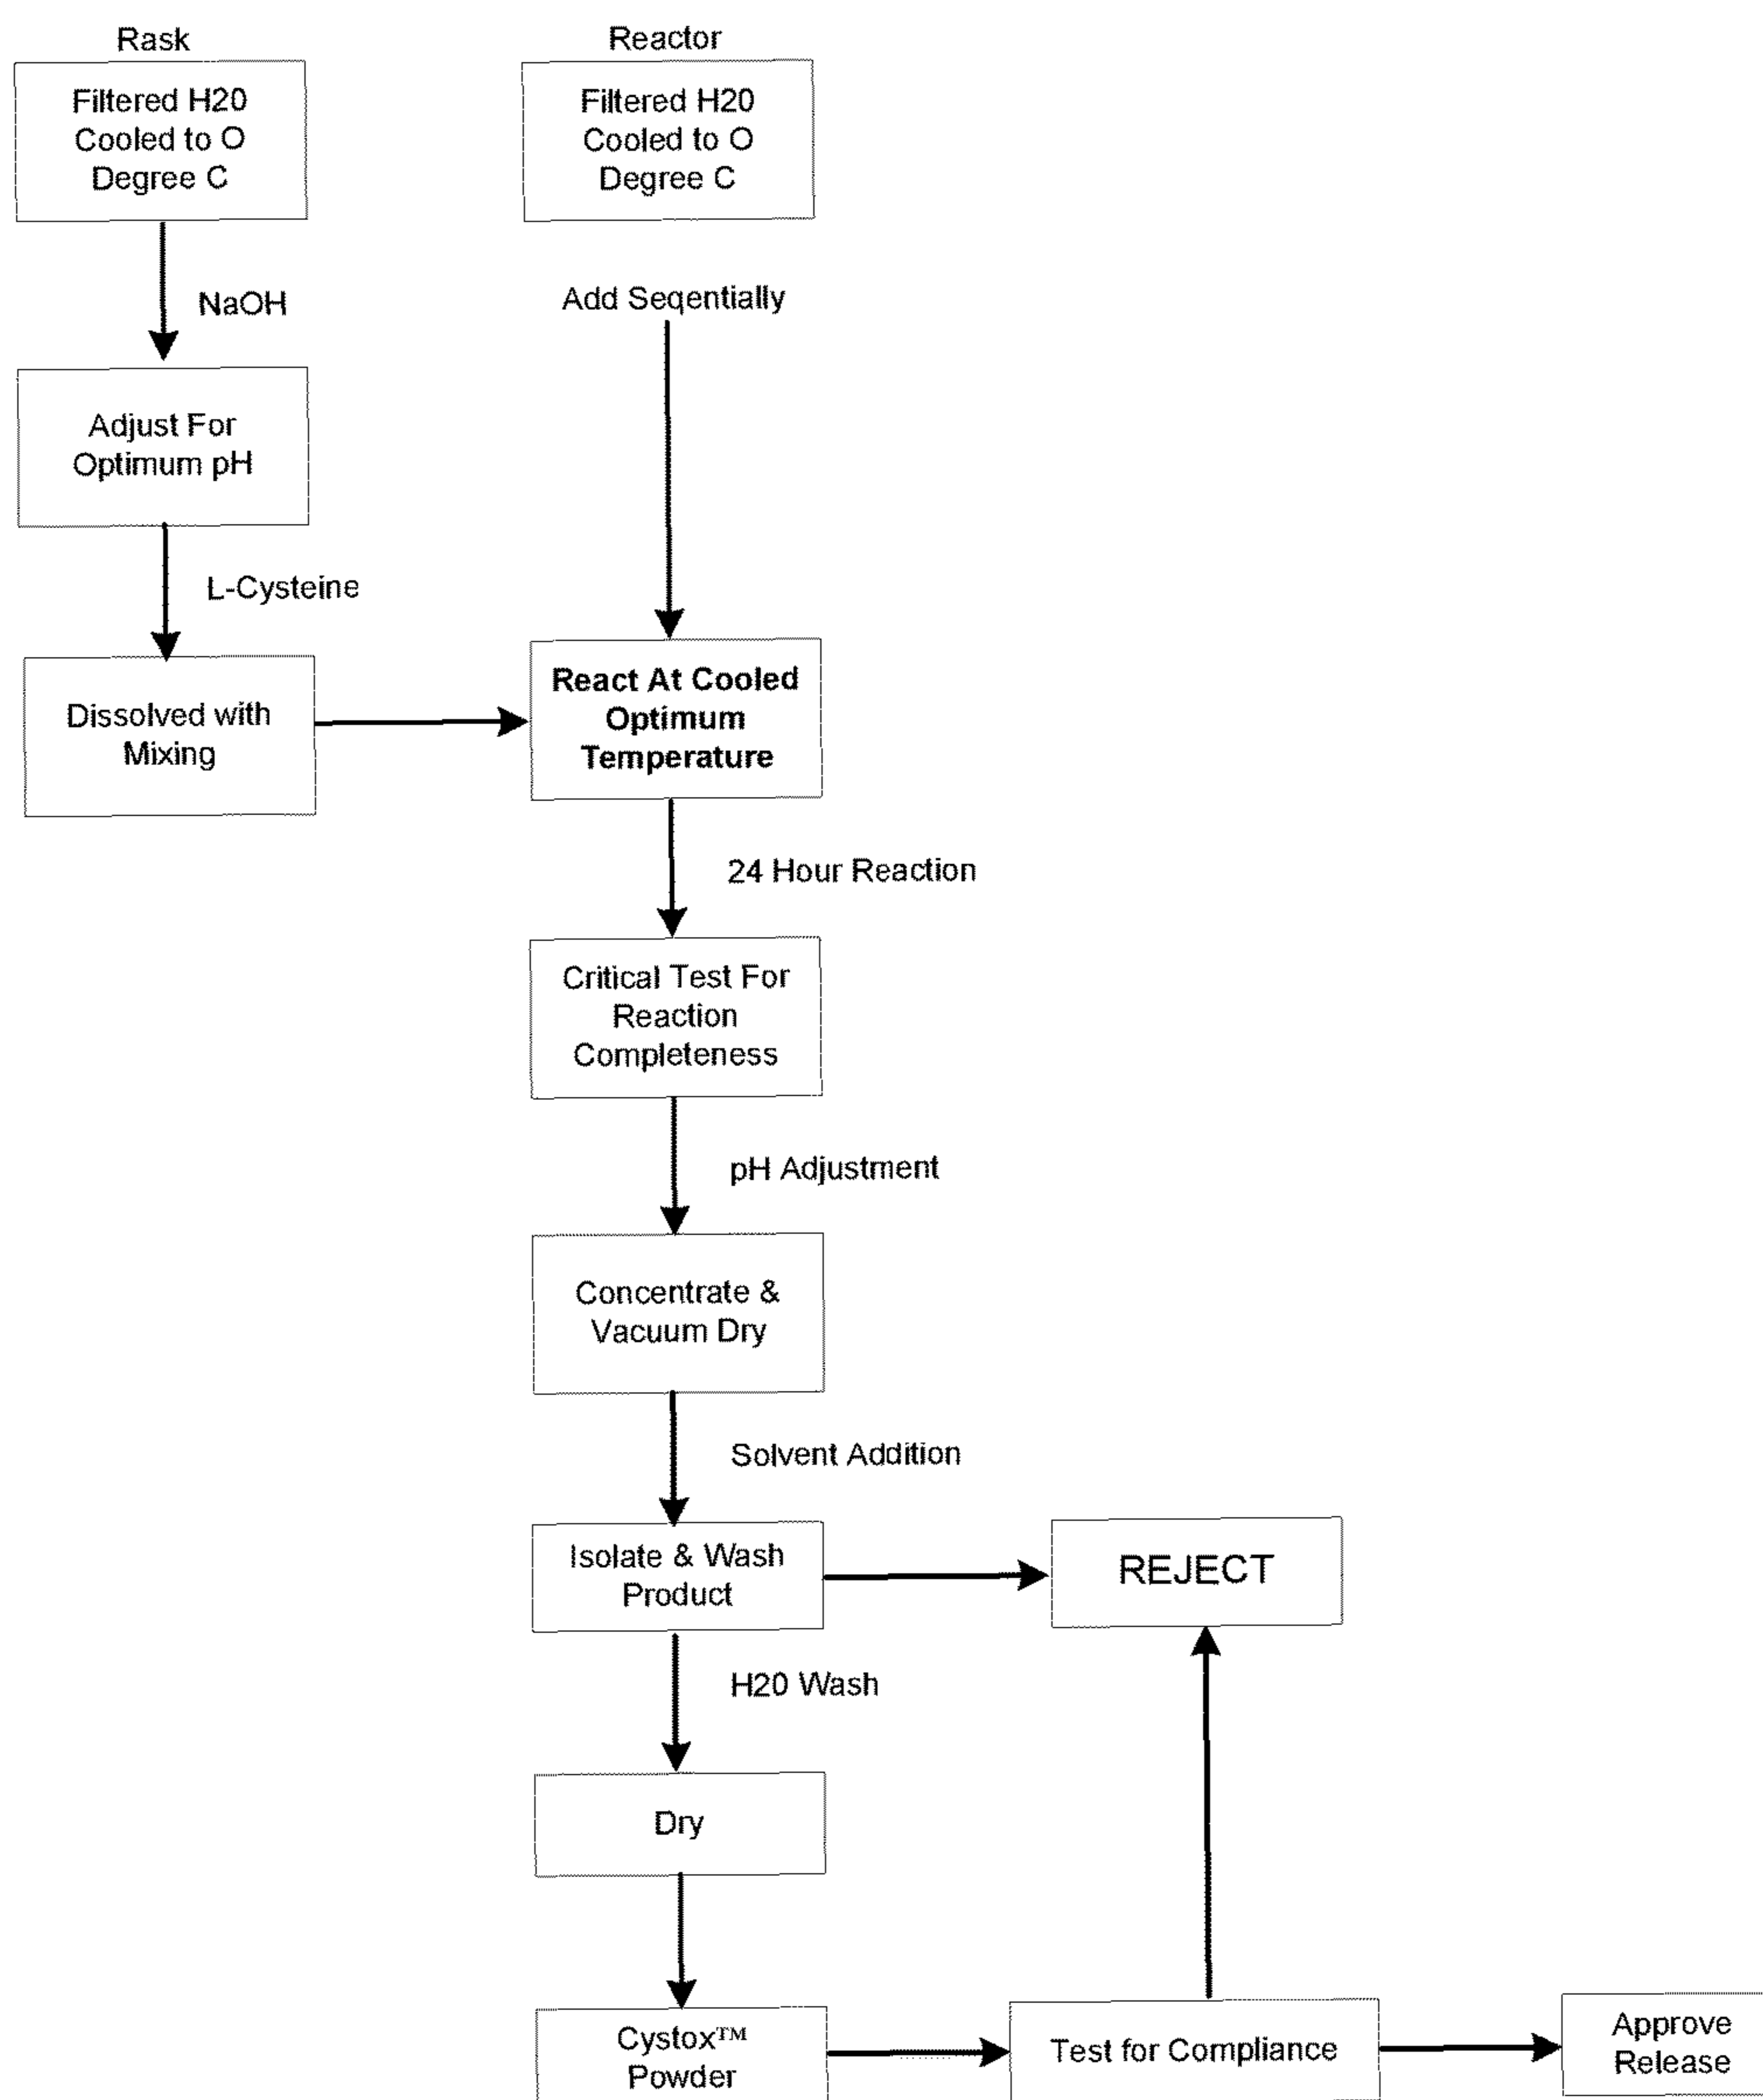 Rask
Filtered H20
Cooled to O
Degree C
NaOH
Adjust For
Optimum pH
L-Cysteine
Dissolved with
Mixing
Reactor
Filtered H20
Cooled to O
Degree C
Add Seqentially
React At Cooled
Optimum
Temperature
24 Hour Reaction
Critical Test For
Reaction
Completeness
pH Adjustment
Concentrate &
Vacuum Dry
Solvent Addition
Isolate & Wash
Product
REJECT
H20 Wash
Dry
Cystox™
Powder
Test for Compliance
Approve
Release